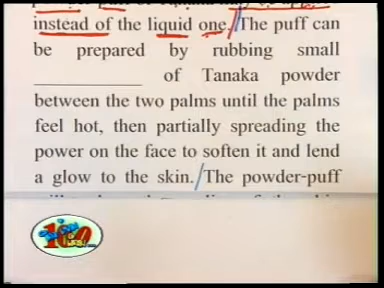 instead of the liquid one. The puff can
be prepared by rubbing small
____________ of Tanaka powder
between the two palms until the palms
feel hot, then partially spreading the
power on the face to soften it and lend
a glow to the skin. The powder-puff